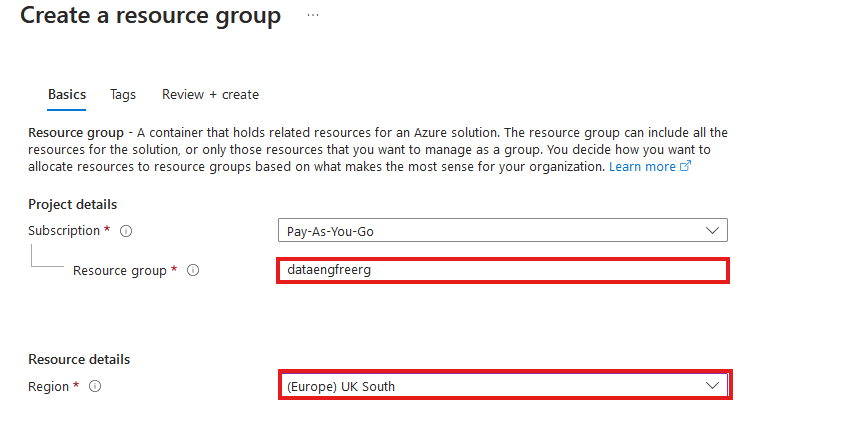 Create a resource group ...
Basics Tags Review + create
Resource group - A container that holds related resources for an Azure solution. The resource group can include all the
resources for the solution, or only those resources that you want to manage as a group. You decide how you want to
allocate resources to resource groups based on what makes the most sense for your organization. Learn more
Project details
Subscription * Pay-As-You-Go
Resource group * dataengfreerg
Resource details
Region * (Europe) UK South